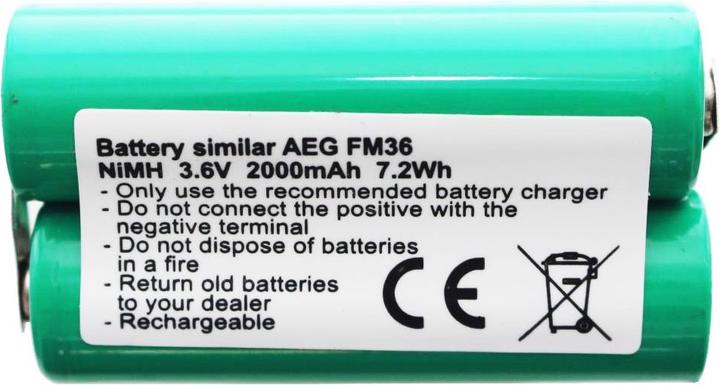 Battery similar AEG FM36
NiMH 3.6V 2000mAh 7.2Wh
- Only use the recommended battery charger
- Do not connect the positive with the
negative terminal
- Do not dispose of batteries
in a fire
- Return old batteries
to your dealer
- Rechargeable
CE